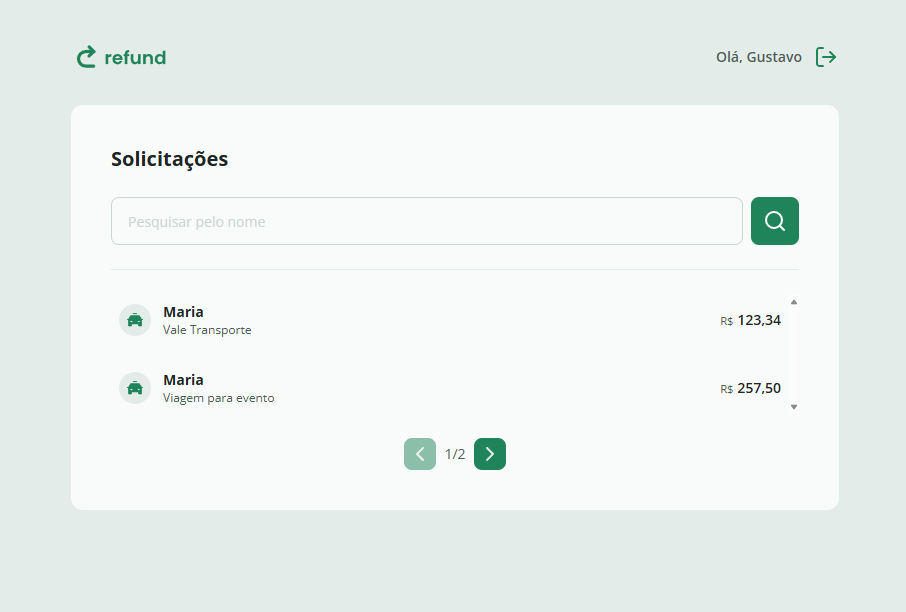 refund
Olá, Gustavo
Solicitações
Pesquisar pelo nome
Maria
Vale Transporte
R$ 123,34
Maria
Viagem para evento
R$ 257,50
1/2